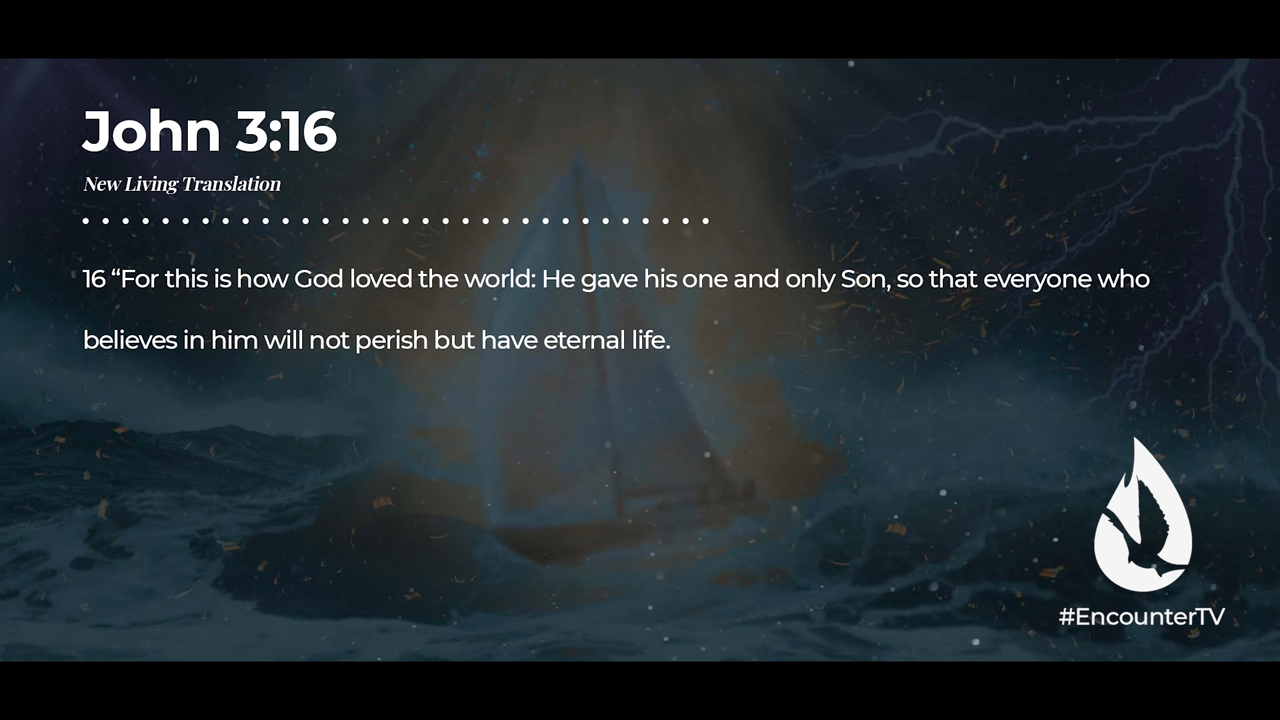 John 3:16
New Living Translation
16 “For this is how God loved the world: He gave his one and only Son, so that everyone who
believes in him will not perish but have eternal life.
#EncounterTV